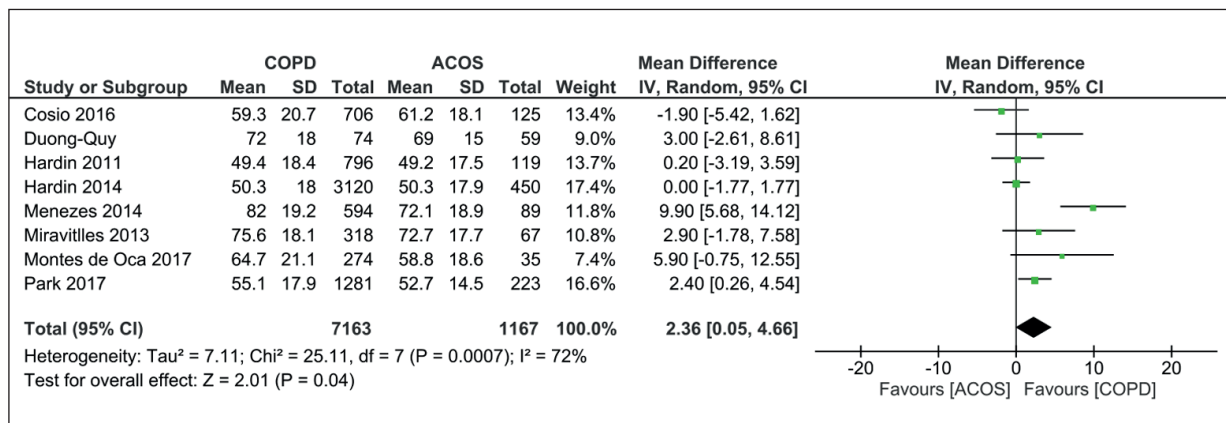 COPD ACOS Mean Difference Mean Difference
Study or Subgroup Mean SD Total Mean SD Total Weight IV, Random, 95% CI IV, Random, 95% CI
Cosio 2016 59.3 20.7 706 61.2 18.1 125 13.4% -1.90 [-5.42, 1.62]
Duong-Quy 72 18 74 69 15 59 9.0% 3.00 [-2.61, 8.61]
Hardin 2011 49.4 18.4 796 49.2 17.5 119 13.7% 0.20 [-3.19, 3.59]
Hardin 2014 50.3 18 3120 50.3 17.9 450 17.4% 0.00 [-1.77, 1.77]
Menezes 2014 82 19.2 594 72.1 18.9 89 11.8% 9.90 [5.68, 14.12]
Miravitlles 2013 75.6 18.1 318 72.7 17.7 67 10.8% 2.90 [-1.78, 7.58]
Montes de Oca 2017 64.7 21.1 274 58.8 18.6 35 7.4% 5.90 [-0.75, 12.55]
Park 2017 55.1 17.9 1281 52.7 14.5 223 16.6% 2.40 [0.26, 4.54]
Total (95% CI) 7163 1167 100.0% 2.36 [0.05, 4.66]
Heterogeneity: Tau² = 7.11; Chi² = 25.11, df = 7 (P = 0.0007); I² = 72%
Test for overall effect: Z = 2.01 (P = 0.04)
-20 -10 0 10 20
Favours [ACOS] Favours [COPD]